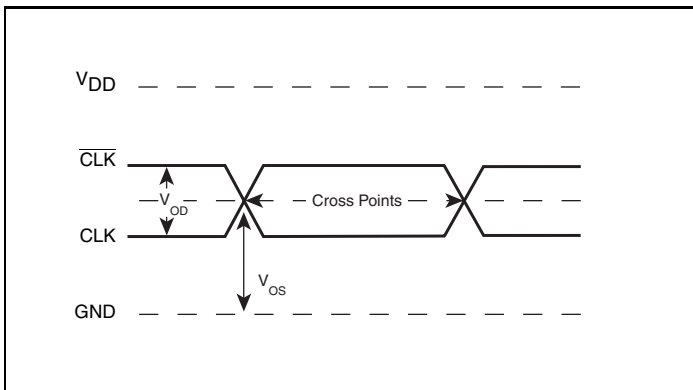 VDD
CLK
VOD
Cross Points
CLK
VOS
GND